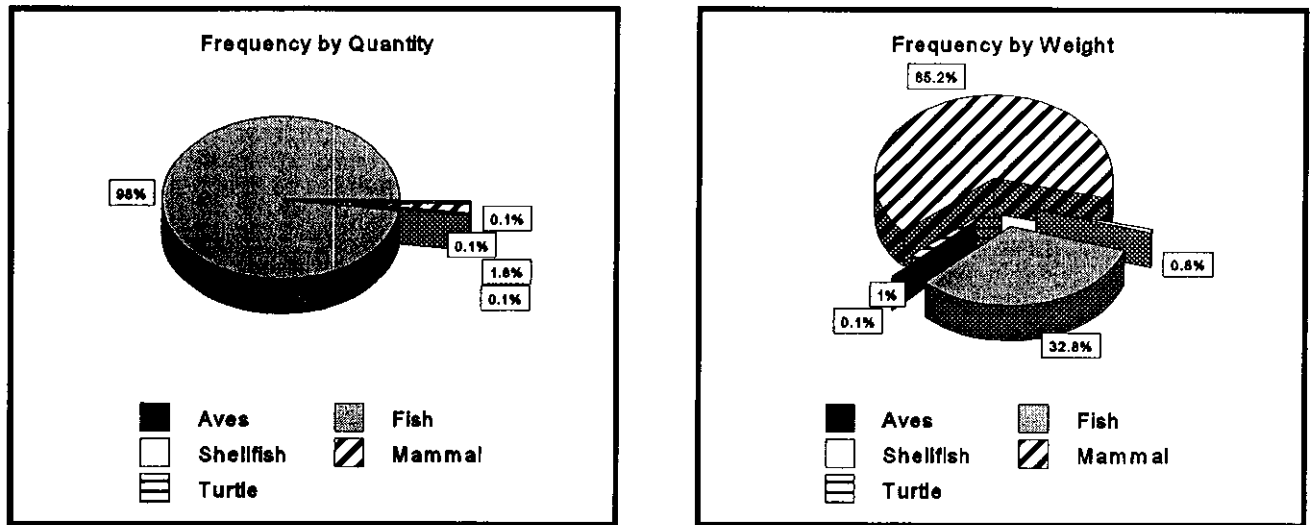 Frequency by Quantity
98%
0.1%
0.1%
1.8%
0.1%
Aves
Fish
Shellfish
Mammal
Turtle
Frequency by Weight
65.2%
0.8%
1%
0.1%
32.8%
Aves
Fish
Shellfish
Mammal
Turtle